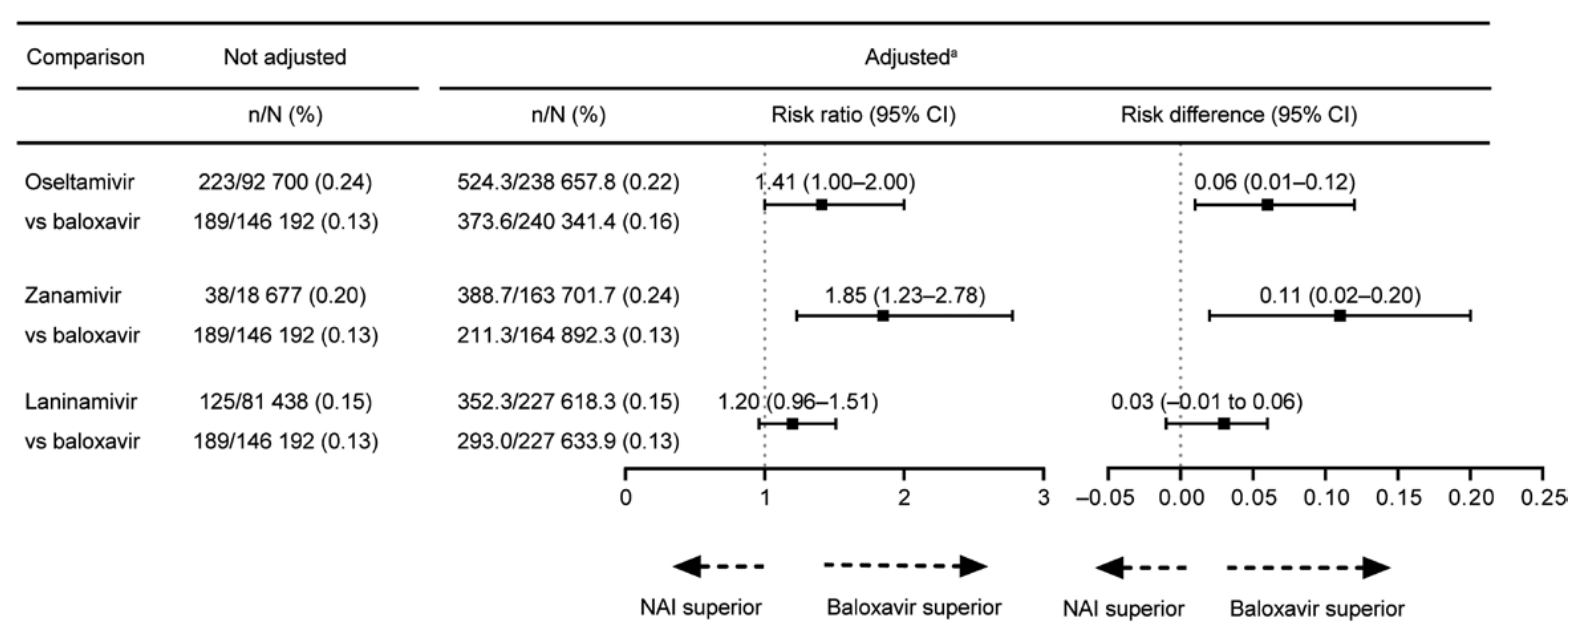 Comparison Not adjusted Adjustedᵃ
n/N (%) n/N (%) Risk ratio (95% CI) Risk difference (95% CI)
Oseltamivir 223/92 700 (0.24) 524.3/238 657.8 (0.22) 1.41 (1.00–2.00) 0.06 (0.01–0.12)
vs baloxavir 189/146 192 (0.13) 373.6/240 341.4 (0.16)
Zanamivir 38/18 677 (0.20) 388.7/163 701.7 (0.24) 1.85 (1.23–2.78) 0.11 (0.02–0.20)
vs baloxavir 189/146 192 (0.13) 211.3/164 892.3 (0.13)
Laninamivir 125/81 438 (0.15) 352.3/227 618.3 (0.15) 1.20 (0.96–1.51) 0.03 (–0.01 to 0.06)
vs baloxavir 189/146 192 (0.13) 293.0/227 633.9 (0.13)
0 1 2 3 –0.05 0.00 0.05 0.10 0.15 0.20 0.25
NAI superior Baloxavir superior NAI superior Baloxavir superior